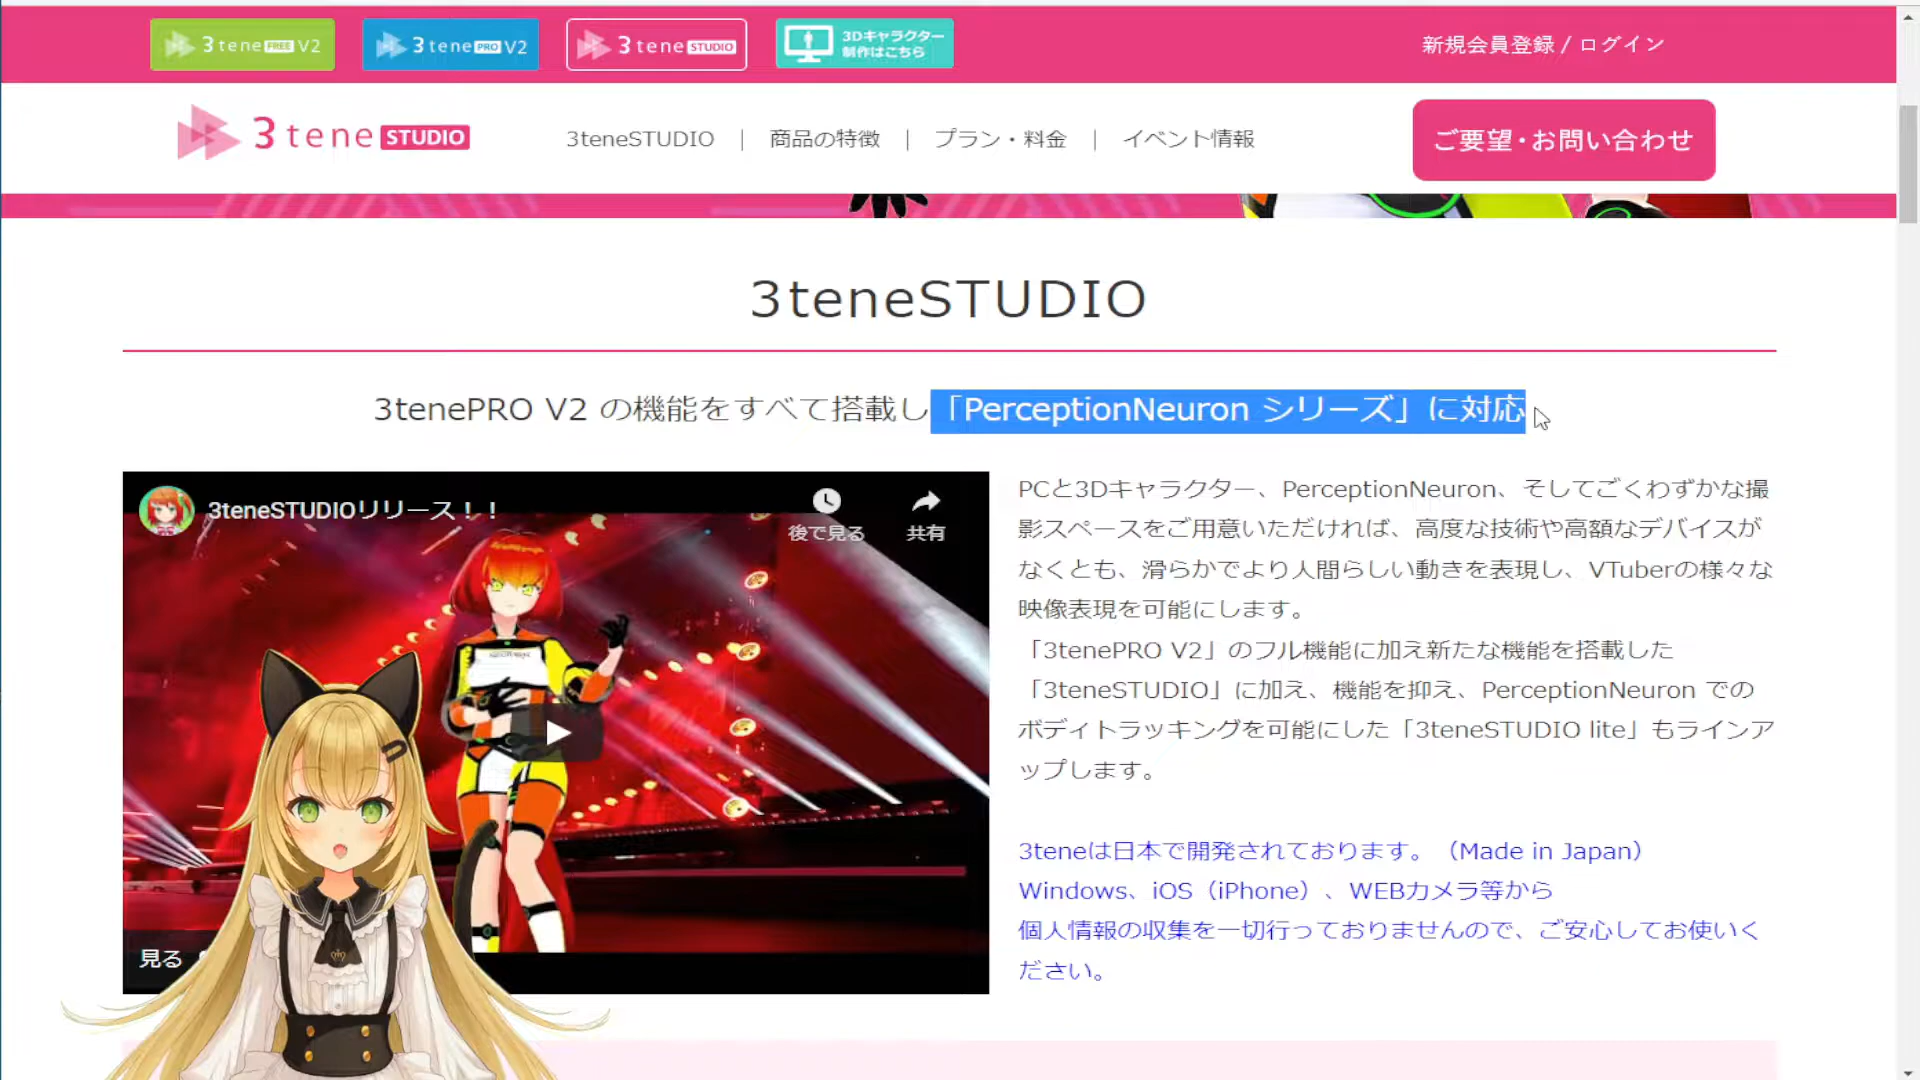 3tene FREE V2
3tene PRO V2
3tene STUDIO
3Dキャラクター
制作はこちら
新規会員登録 / ログイン
3tene STUDIO
3teneSTUDIO | 商品の特徴 | プラン・料金 | イベント情報
ご要望・お問い合わせ
3teneSTUDIO
3tenePRO V2 の機能をすべて搭載し「PerceptionNeuron シリーズ」に対応
3teneSTUDIOリリース！！
後で見る
共有
見る
PCと3Dキャラクター、PerceptionNeuron、そしてごくわずかな撮
影スペースをご用意いただければ、高度な技術や高額なデバイスが
なくとも、滑らかでより人間らしい動きを表現し、VTuberの様々な
映像表現を可能にします。
「3tenePRO V2」のフル機能に加え新たな機能を搭載した
「3teneSTUDIO」に加え、機能を抑え、PerceptionNeuron での
ボディトラッキングを可能にした「3teneSTUDIO lite」もラインア
ップします。
3teneは日本で開発されております。（Made in Japan）
Windows、iOS（iPhone）、WEBカメラ等から
個人情報の収集を一切行っておりませんので、ご安心してお使いく
ださい。